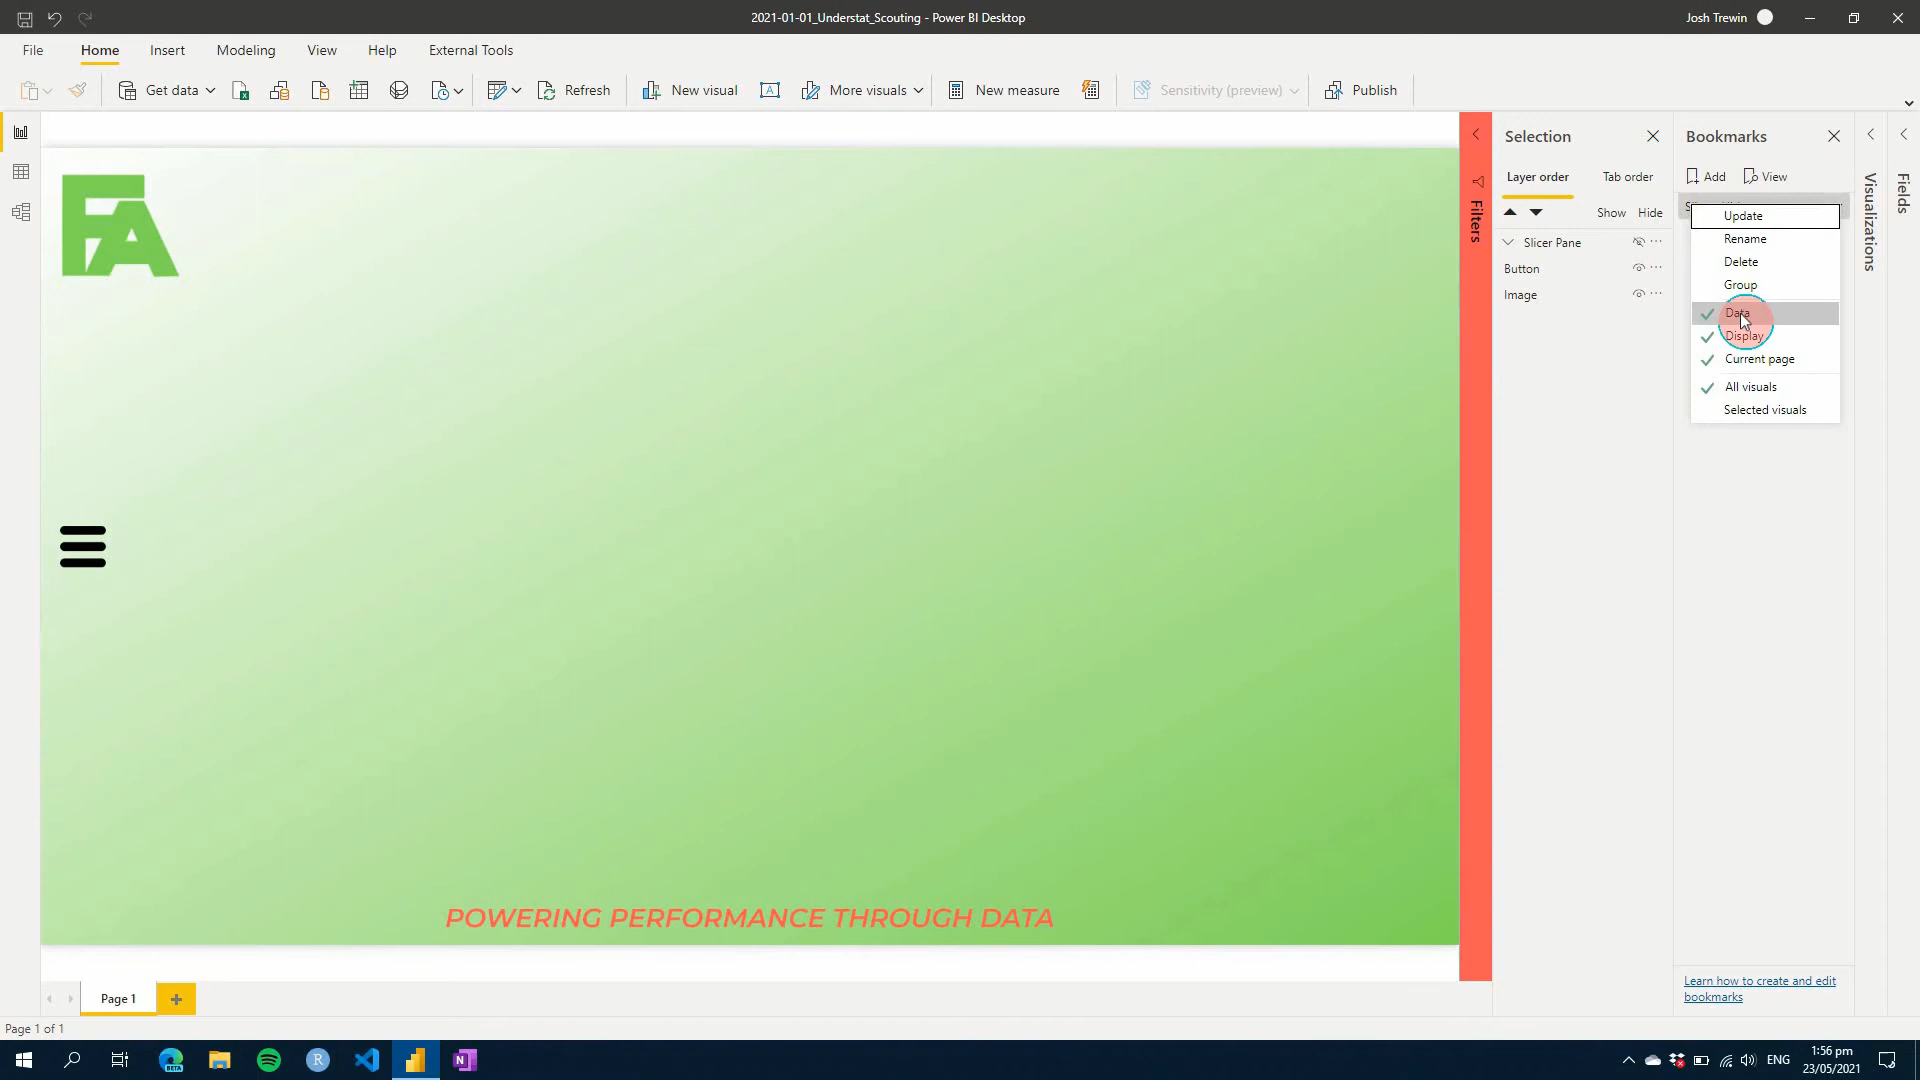 2021-01-01_Understat_Scouting - Power BI Desktop
Josh Trewin
File Home Insert Modeling View Help External Tools
Get data Refresh New visual More visuals New measure Sensitivity (preview) Publish
Selection
Bookmarks
Layer order Tab order
Add View
Show Hide
Slicer Pane
Button
Image
Update
Rename
Delete
Group
Data
Display
Current page
All visuals
Selected visuals
Filters
Visualizations
Fields
FA
POWERING PERFORMANCE THROUGH DATA
Learn how to create and edit
bookmarks
Page 1
Page 1 of 1
BETA
R
N
ENG
1:56 pm
23/05/2021